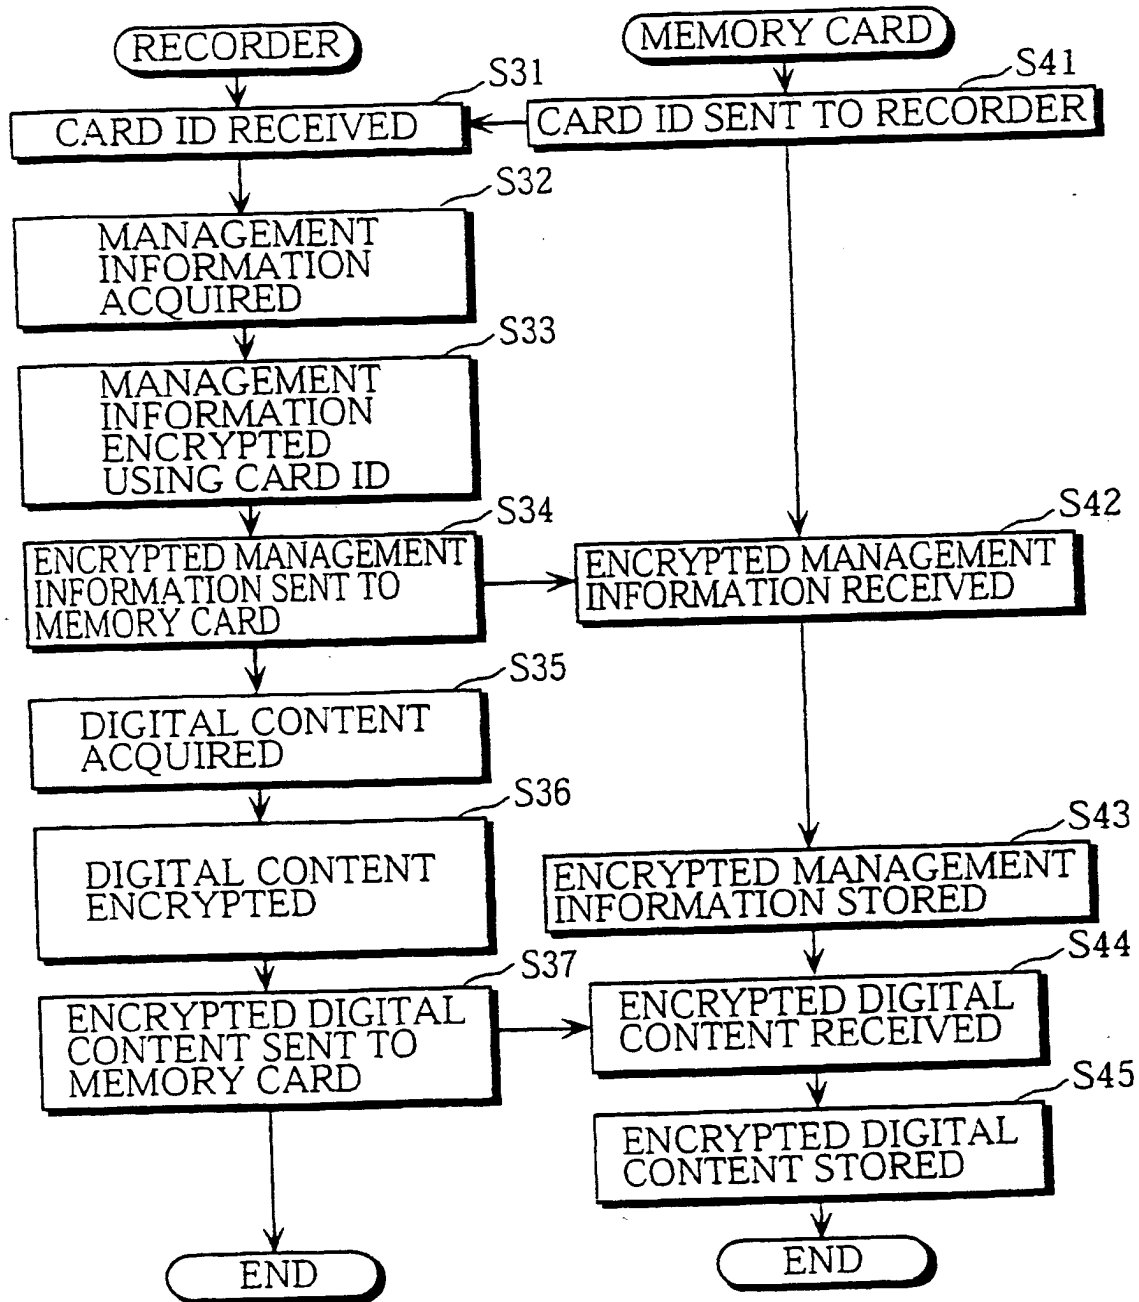 RECORDER
S31
CARD ID RECEIVED
S32
MANAGEMENT
INFORMATION
ACQUIRED
S33
MANAGEMENT
INFORMATION
ENCRYPTED
USING CARD ID
S34
ENCRYPTED MANAGEMENT
INFORMATION SENT TO
MEMORY CARD
S35
DIGITAL CONTENT
ACQUIRED
S36
DIGITAL CONTENT
ENCRYPTED
S37
ENCRYPTED DIGITAL
CONTENT SENT TO
MEMORY CARD
END
MEMORY CARD
S41
CARD ID SENT TO RECORDER
S42
ENCRYPTED MANAGEMENT
INFORMATION RECEIVED
S43
ENCRYPTED MANAGEMENT
INFORMATION STORED
S44
ENCRYPTED DIGITAL
CONTENT RECEIVED
S45
ENCRYPTED DIGITAL
CONTENT STORED
END